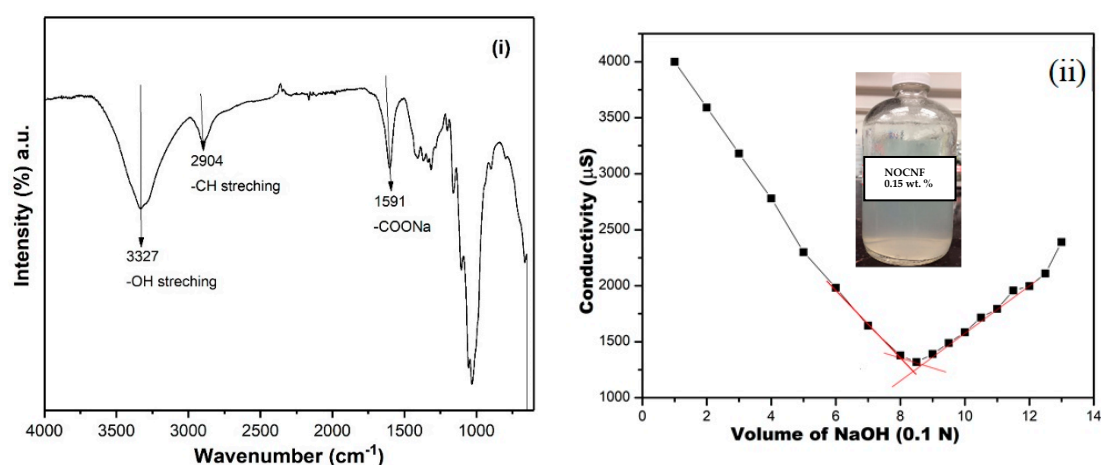 (i)
Intensity (%) a.u.
2904
-CH streching
1591
-COONa
3327
-OH streching
4000 3500 3000 2500 2000 1500 1000
Wavenumber (cm⁻¹)
(ii)
Conductivity (µS)
4000
3500
3000
2500
2000
1500
1000
NOCNF
0.15 wt. %
0 2 4 6 8 10 12 14
Volume of NaOH (0.1 N)